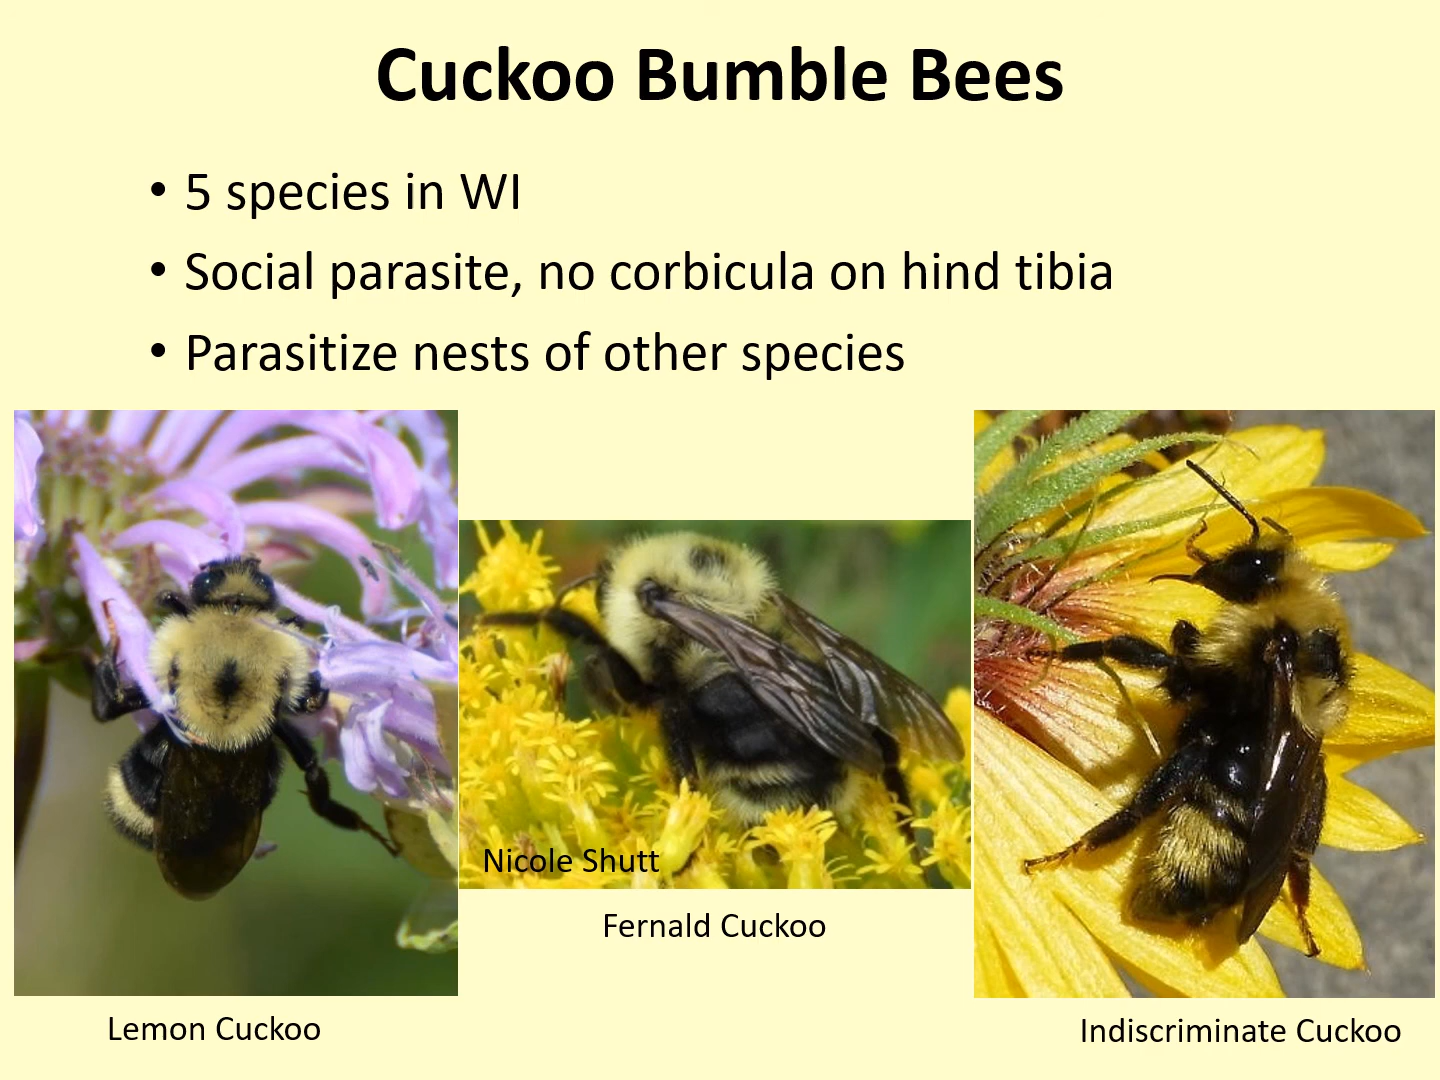 Cuckoo Bumble Bees
• 5 species in WI
• Social parasite, no corbicula on hind tibia
• Parasitize nests of other species
Nicole Shutt
Fernald Cuckoo
Lemon Cuckoo
Indiscriminate Cuckoo